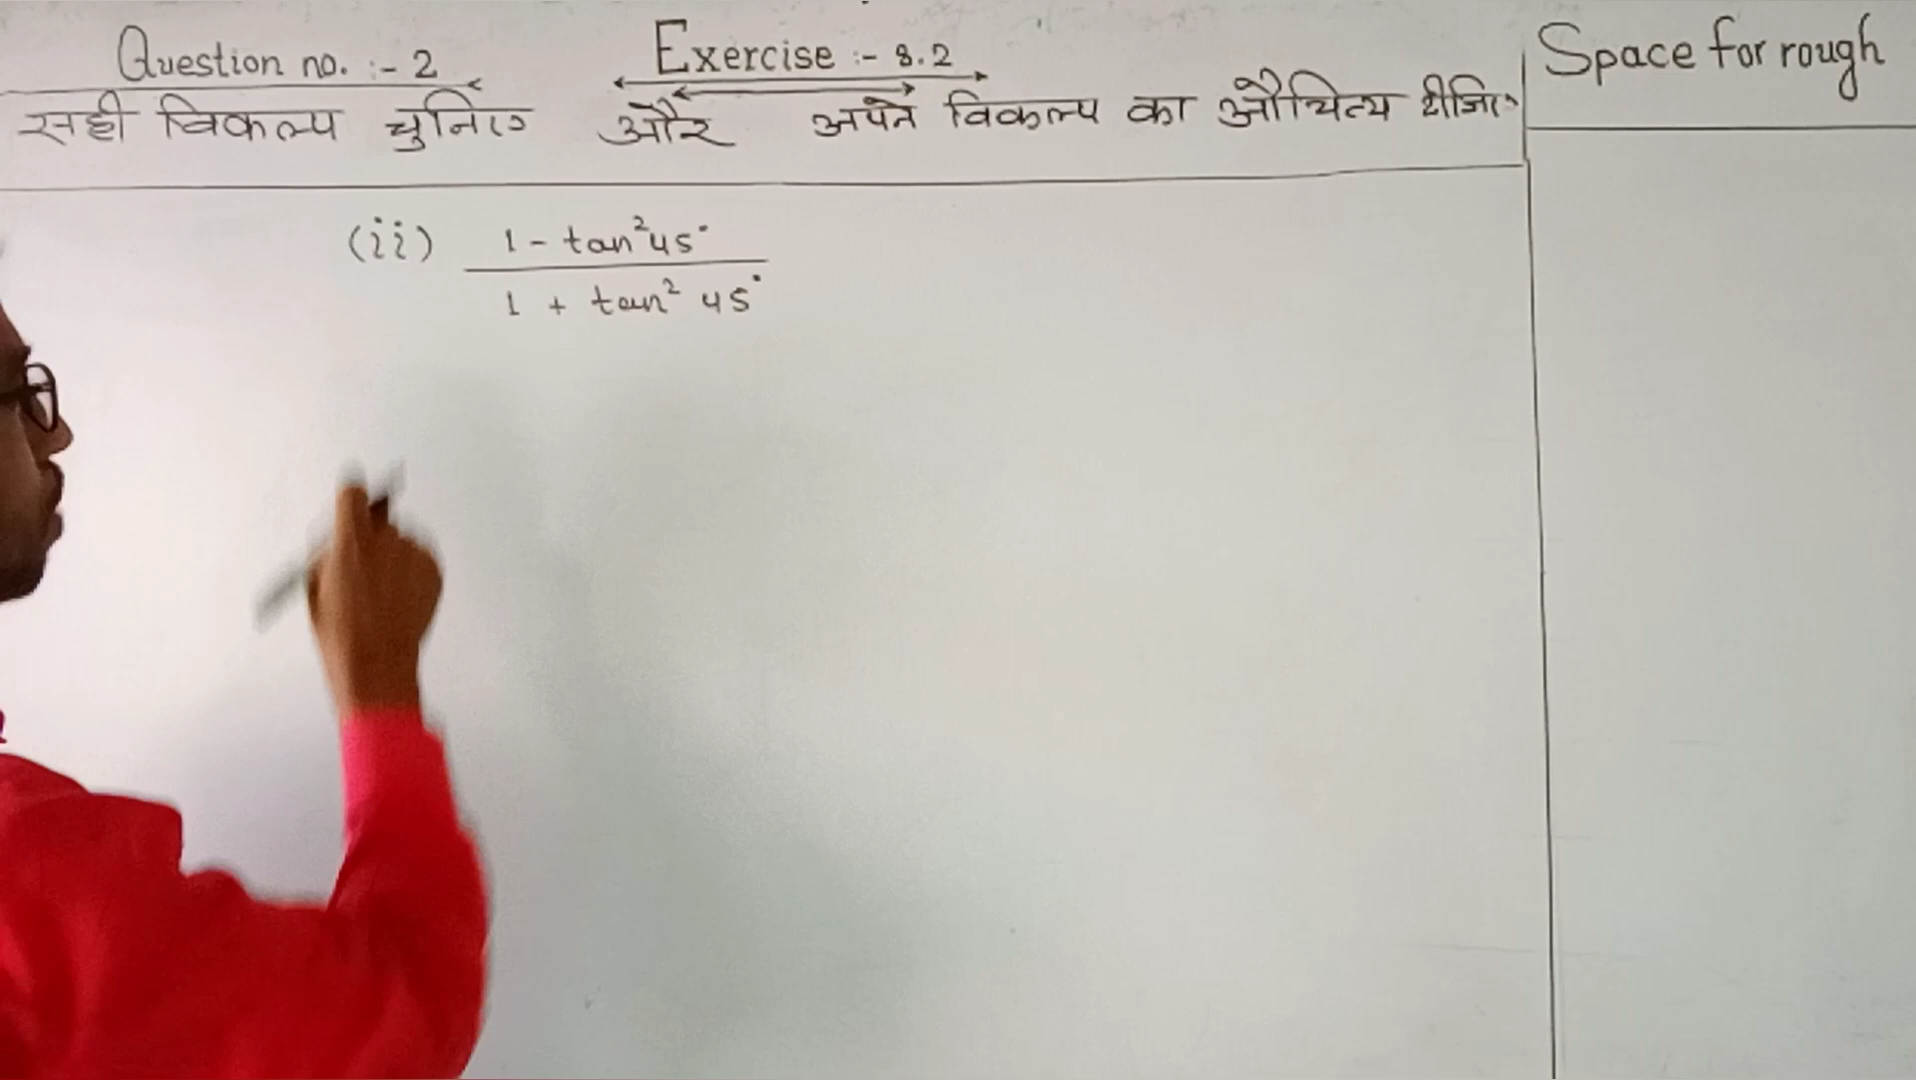 Question no. :- 2
Exercise :- 8.2
Space for rough
सही विकल्प चुनिए और अपने विकल्प का औचित्य दीजिए
(ii) 1 - tan²45°
1 + tan² 45°